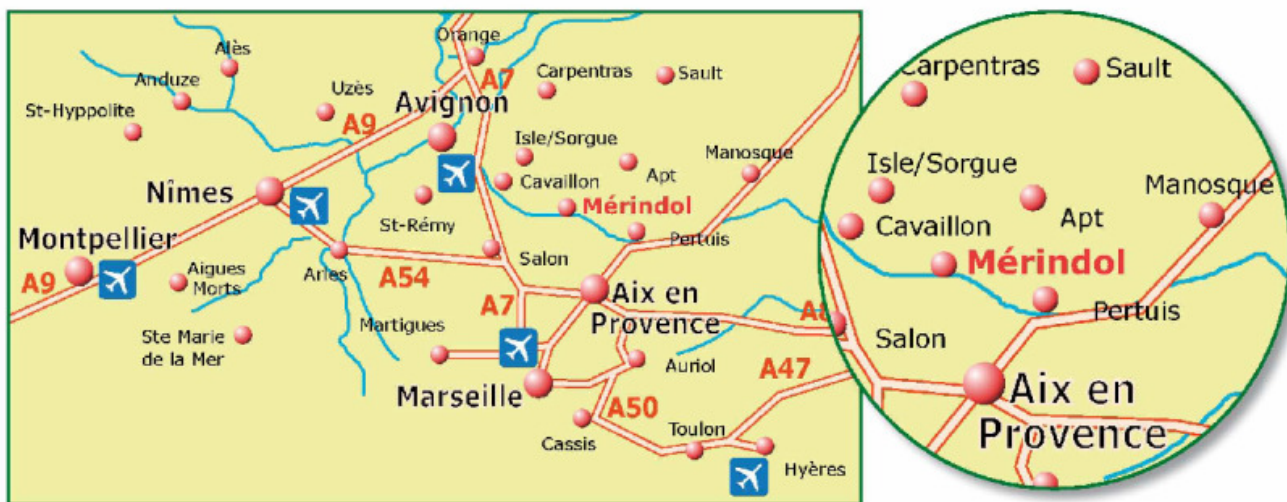 Orange
Alès
A7
Carpentras
Sault
Anduze
Uzès
Avignon
St-Hyppolite
A9
Isle/Sorgue
Manosque
Apt
Cavaillon
Nîmes
Mérindol
St-Rémy
Pertuis
Montpellier
Salon
Arles
A54
Aigues
Morts
A9
A7
Aix en
Provence
A8
Martigues
Ste Marie
de la Mer
Auriol
A47
Marseille
A50
Cassis
Toulon
Hyères
Carpentras
Sault
Isle/Sorgue
Manosque
Apt
Cavaillon
Mérindol
Pertuis
Salon
Aix en
Provence